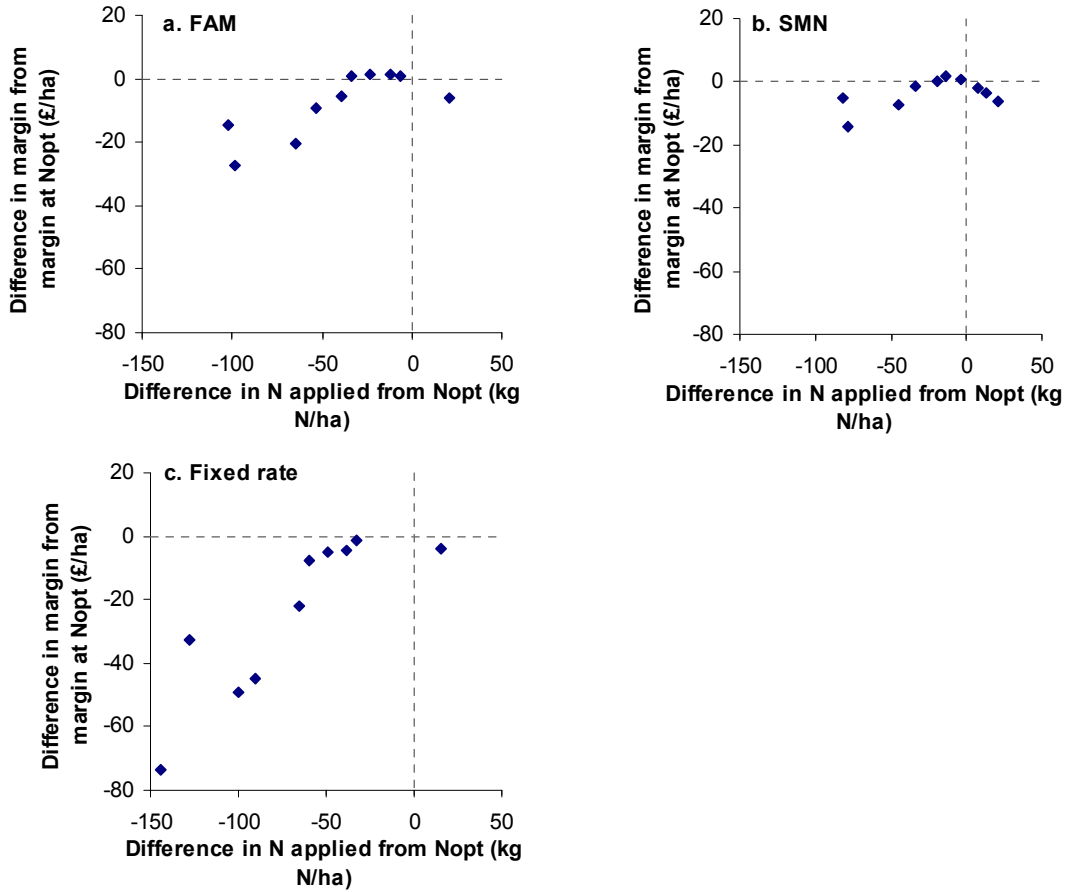 a. FAM
20
0
-20
-40
-60
-80
-150 -100 -50 0 50
Difference in margin from
margin at Nopt (£/ha)
Difference in N applied from Nopt (kg
N/ha)
b. SMN
20
0
-20
-40
-60
-80
-150 -100 -50 0 50
Difference in margin from
margin at Nopt (£/ha)
Difference in N applied from Nopt (kg
N/ha)
c. Fixed rate
20
0
-20
-40
-60
-80
-150 -100 -50 0 50
Difference in margin from
margin at Nopt (£/ha)
Difference in N applied from Nopt (kg
N/ha)